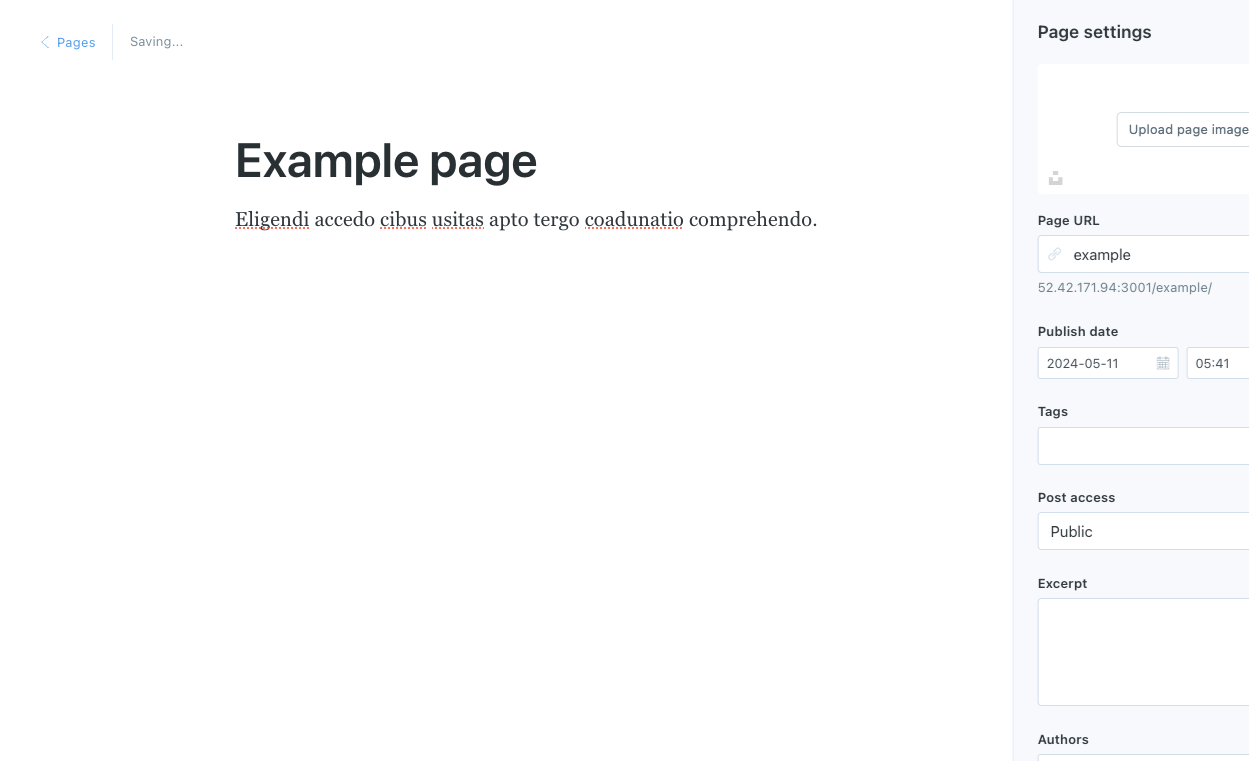 Pages
Saving...
Example page
Eligendi accedo cibus usitas apto tergo coadunatio comprehendo.
Page settings
Upload page image
Page URL
example
52.42.171.94:3001/example/
Publish date
2024-05-11
05:41
Tags
Post access
Public
Excerpt
Authors